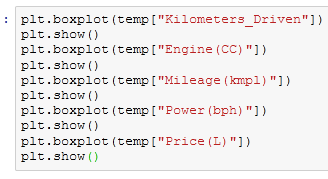 : plt.boxplot(temp["Kilometers_Driven"])
plt.show()
plt.boxplot(temp["Engine(CC)"])
plt.show()
plt.boxplot(temp["Mileage(kmpl)"])
plt.show()
plt.boxplot(temp["Power(bph)"])
plt.show()
plt.boxplot(temp["Price(L)"])
plt.show()